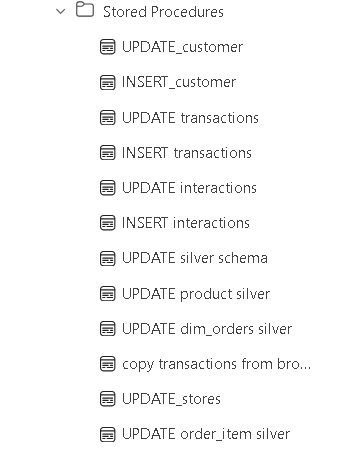 Stored Procedures
UPDATE_customer
INSERT_customer
UPDATE transactions
INSERT transactions
UPDATE interactions
INSERT interactions
UPDATE silver schema
UPDATE product silver
UPDATE dim_orders silver
copy transactions from bro...
UPDATE_stores
UPDATE order_item silver